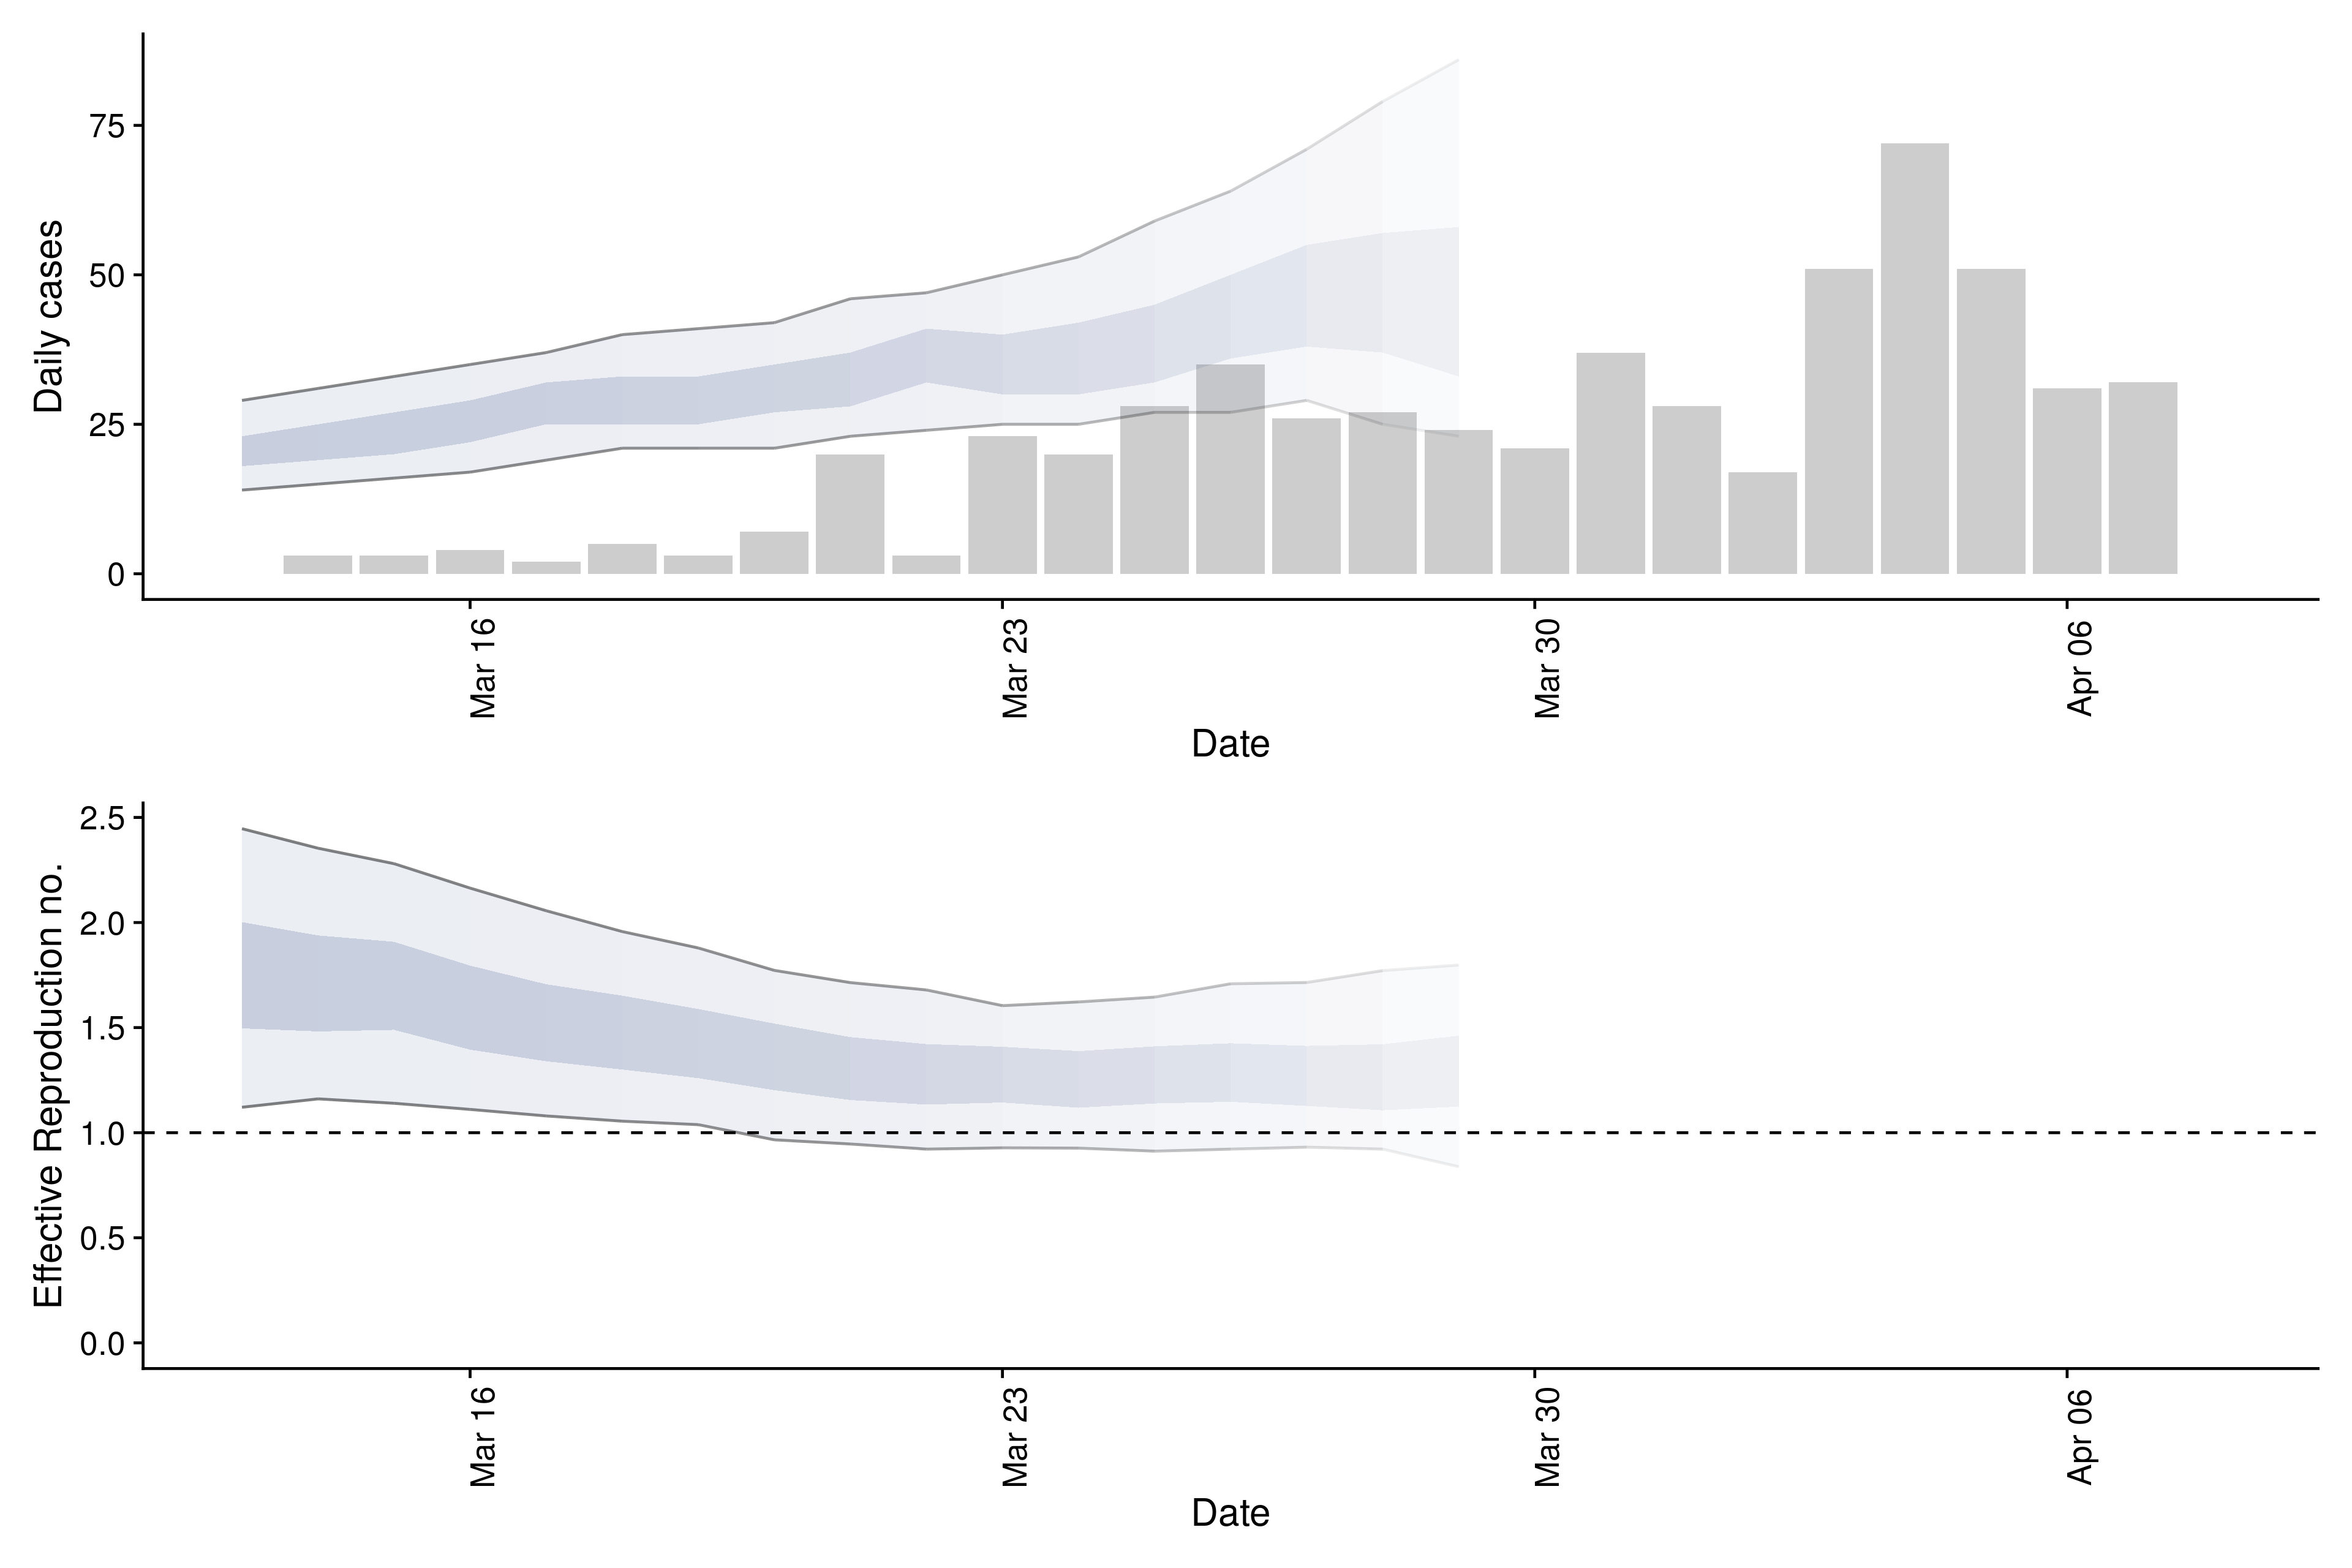 Daily cases
75
50
25
0
Mar 16
Mar 23
Mar 30
Apr 06
Date
Effective Reproduction no.
2.5
2.0
1.5
1.0
0.5
0.0
Mar 16
Mar 23
Mar 30
Apr 06
Date